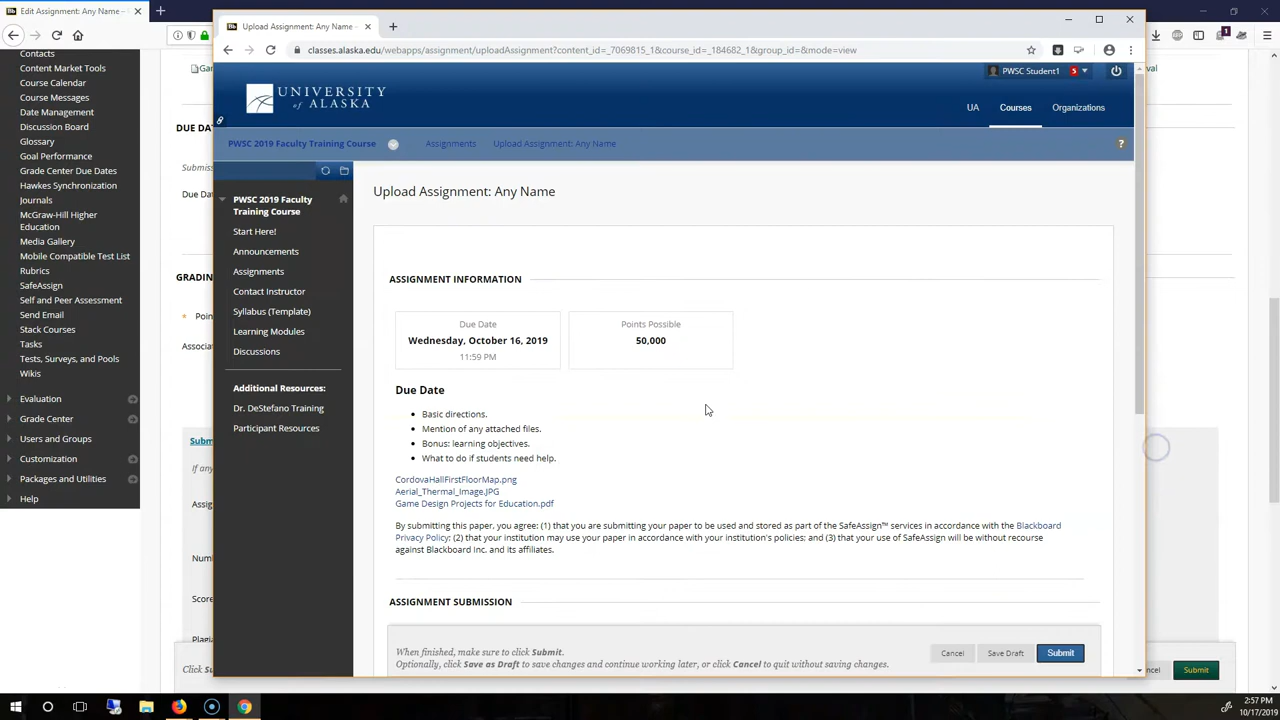 Edit Assignment: Any Name –
Upload Assignment: Any Name –
classes.alaska.edu/webapps/assignment/uploadAssignment?content_id=_7069815_1&course_id=_184682_1&group_id=&mode=view
PWSC Student1 5
UNIVERSITY
of ALASKA
UA Courses Organizations
PWSC 2019 Faculty Training Course Assignments Upload Assignment: Any Name
Contacts
Content Market Tools
Course Calendar
Course Messages
Date Management
Discussion Board
Glossary
Goal Performance
Grade Center Due Dates
Hawkes Synchronization
Journals
McGraw-Hill Higher
Education
Media Gallery
Mobile Compatible Test List
Rubrics
SafeAssign
Self and Peer Assessment
Send Email
Stack Courses
Tasks
Tests, Surveys, and Polls
Wikis
Evaluation
Grade Center
Users and Groups
Customization
Packages and Utilities
Help
DUE DA
Submiss
Due Da
GRADIN
Poin
Associa
Subm
If any
Assig
Num
Score
Plagi
Click Su
PWSC 2019 Faculty
Training Course
Start Here!
Announcements
Assignments
Contact Instructor
Syllabus (Template)
Learning Modules
Discussions
Additional Resources:
Dr. DeStefano Training
Participant Resources
Upload Assignment: Any Name
ASSIGNMENT INFORMATION
Due Date
Wednesday, October 16, 2019
11:59 PM
Points Possible
50,000
Due Date
• Basic directions.
• Mention of any attached files.
• Bonus: learning objectives.
• What to do if students need help.
CordovaHallFirstFloorMap.png
Aerial_Thermal_Image.JPG
Game Design Projects for Education.pdf
By submitting this paper, you agree: (1) that you are submitting your paper to be used and stored as part of the SafeAssign™ services in accordance with the Blackboard
Privacy Policy; (2) that your institution may use your paper in accordance with your institution's policies; and (3) that your use of SafeAssign will be without recourse
against Blackboard Inc. and its affiliates.
ASSIGNMENT SUBMISSION
When finished, make sure to click Submit.
Optionally, click Save as Draft to save changes and continue working later, or click Cancel to quit without saving changes.
Cancel Save Draft Submit
ncel Submit
2:57 PM
10/17/2019